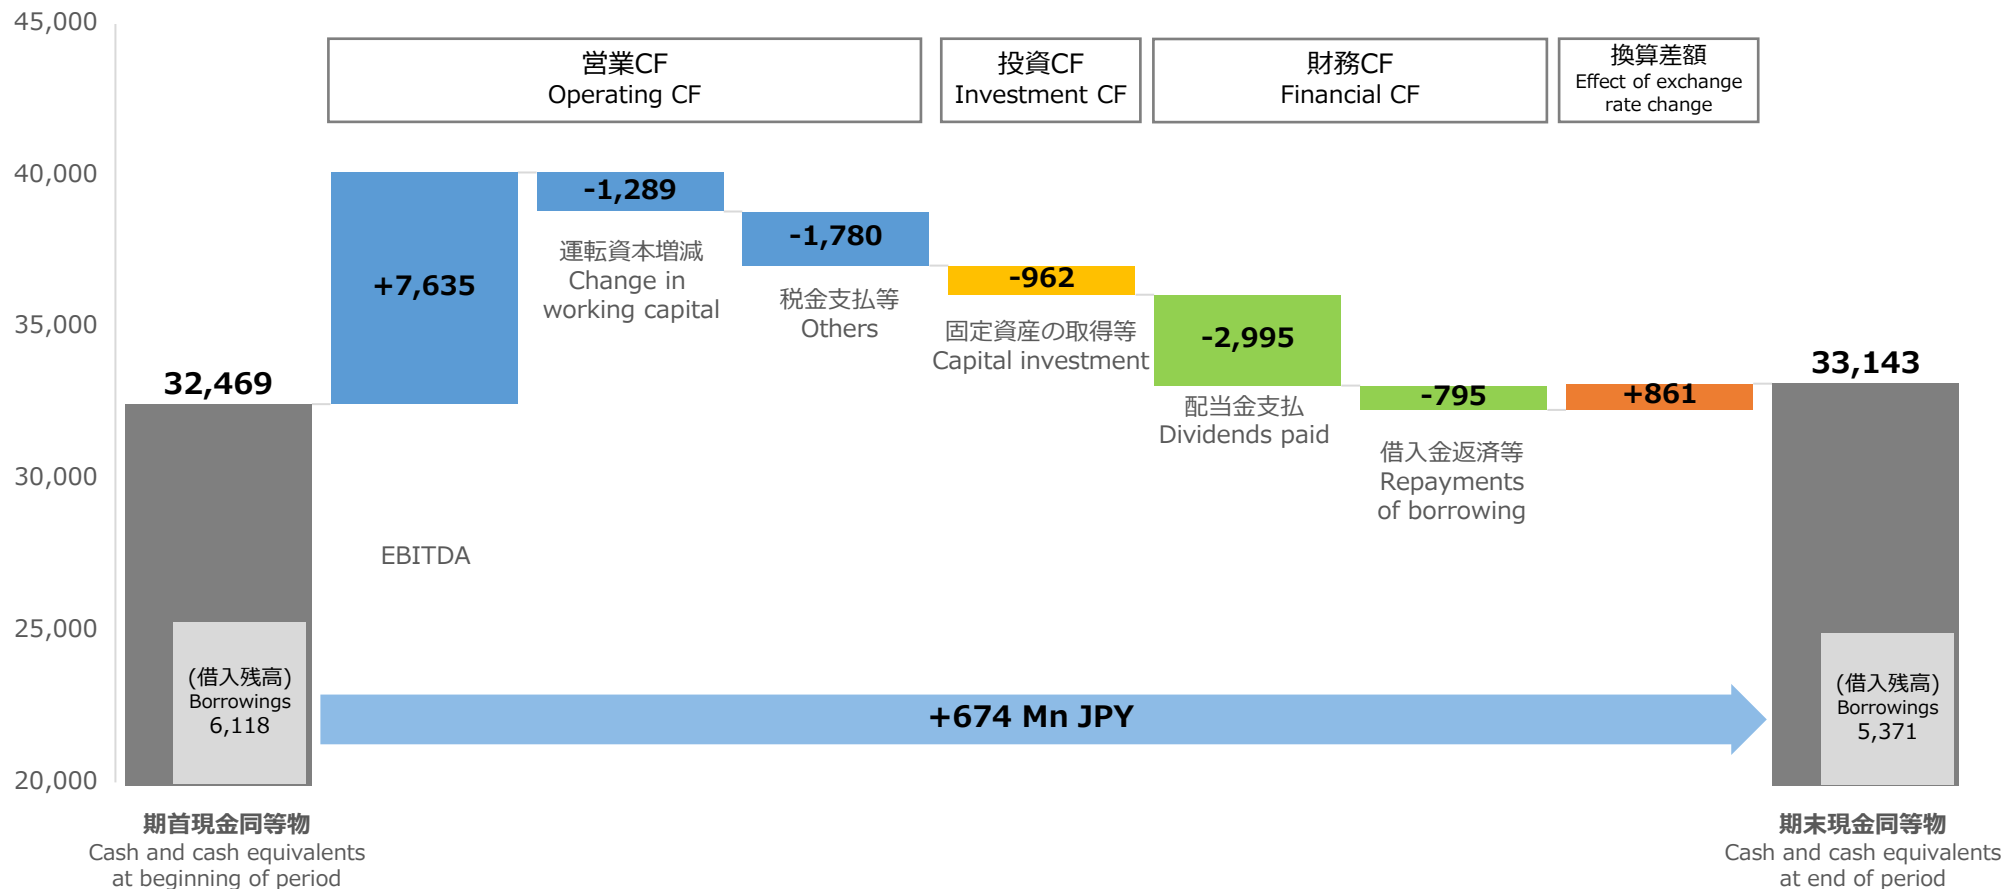 45,000
40,000
35,000
30,000
25,000
20,000
営業CF
Operating CF
投資CF
Investment CF
財務CF
Financial CF
換算差額
Effect of exchange
rate change
32,469
(借入残高)
Borrowings
6,118
期首現金同等物
Cash and cash equivalents
at beginning of period
+7,635
EBITDA
-1,289
運転資本増減
Change in
working capital
-1,780
税金支払等
Others
-962
固定資産の取得等
Capital investment
-2,995
配当金支払
Dividends paid
-795
借入金返済等
Repayments
of borrowing
+861
+674 Mn JPY
33,143
(借入残高)
Borrowings
5,371
期末現金同等物
Cash and cash equivalents
at end of period